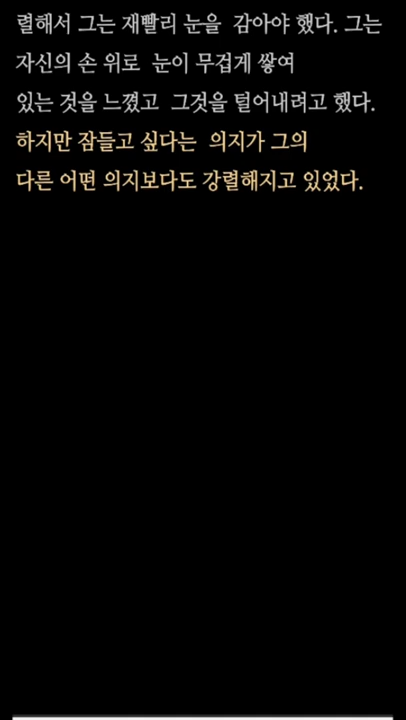 렬해서 그는 재빨리 눈을 감아야 했다. 그는
자신의 손 위로 눈이 무겁게 쌓여
있는 것을 느꼈고 그것을 털어내려고 했다.
하지만 잠들고 싶다는 의지가 그의
다른 어떤 의지보다도 강렬해지고 있었다.